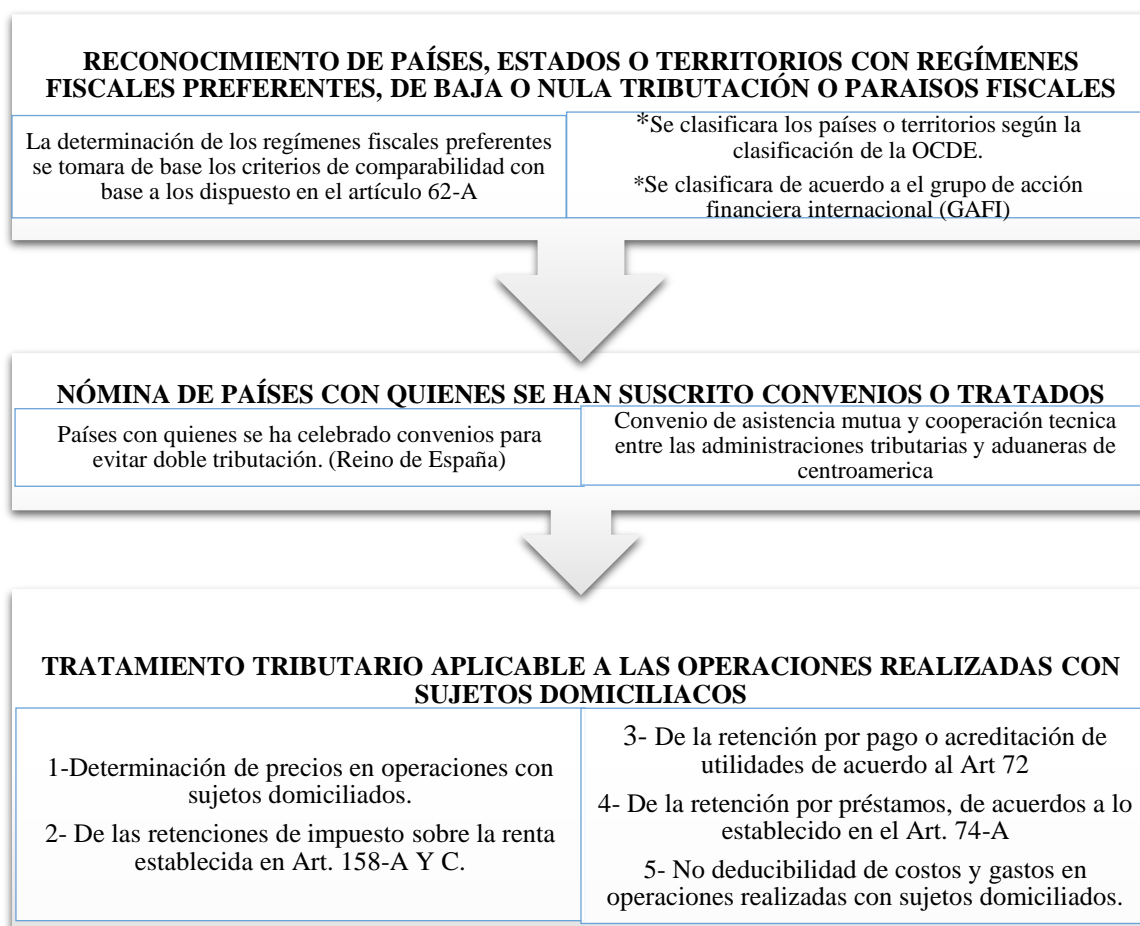 RECONOCIMIENTO DE PAÍSES, ESTADOS O TERRITORIOS CON REGÍMENES
FISCALES PREFERENTES, DE BAJA O NULA TRIBUTACIÓN O PARAISOS FISCALES
La determinación de los regímenes fiscales preferentes
se tomara de base los criterios de comparabilidad con
base a los dispuesto en el artículo 62-A
*Se clasificara los países o territorios según la
clasificación de la OCDE.
*Se clasificara de acuerdo a el grupo de acción
financiera internacional (GAFI)
NÓMINA DE PAÍSES CON QUIENES SE HAN SUSCRITO CONVENIOS O TRATADOS
Países con quienes se ha celebrado convenios para
evitar doble tributación. (Reino de España)
Convenio de asistencia mutua y cooperación tecnica
entre las administraciones tributarias y aduaneras de
centroamerica
TRATAMIENTO TRIBUTARIO APLICABLE A LAS OPERACIONES REALIZADAS CON
SUJETOS DOMICILIACOS
1-Determinación de precios en operaciones con
sujetos domiciliados.
2- De las retenciones de impuesto sobre la renta
establecida en Art. 158-A Y C.
3- De la retención por pago o acreditación de
utilidades de acuerdo al Art 72
4- De la retención por préstamos, de acuerdos a lo
establecido en el Art. 74-A
5- No deducibilidad de costos y gastos en
operaciones realizadas con sujetos domiciliados.